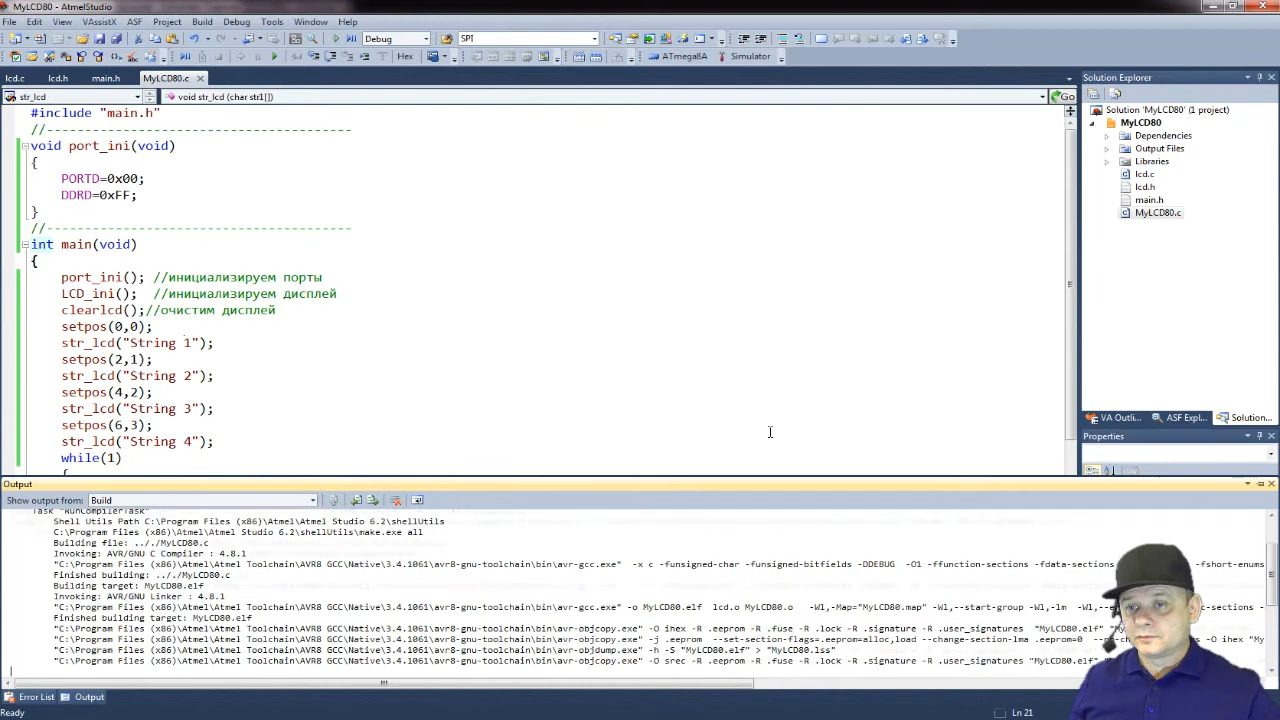 MyLCD80 - AtmelStudio
File Edit View VAssistX ASF Project Build Debug Tools Window Help
Debug SPI
Hex ATmega8A Simulator
lcd.c lcd.h main.h MyLCD80.c
str_lcd void str_lcd (char str1[]) Go
#include "main.h"
//----------------------------------------
void port_ini(void)
{
PORTD=0x00;
DDRD=0xFF;
}
//----------------------------------------
int main(void)
{
port_ini(); //инициализируем порты
LCD_ini(); //инициализируем дисплей
clearlcd();//очистим дисплей
setpos(0,0);
str_lcd("String 1");
setpos(2,1);
str_lcd("String 2");
setpos(4,2);
str_lcd("String 3");
setpos(6,3);
str_lcd("String 4");
while(1)
{
Solution Explorer
Solution 'MyLCD80' (1 project)
MyLCD80
Dependencies
Output Files
Libraries
lcd.c
lcd.h
main.h
MyLCD80.c
VA Outli... ASF Expl... Solution...
Properties
Output
Show output from: Build
Task "RunCompilerTask"
Shell Utils Path C:\Program Files (x86)\Atmel\Atmel Studio 6.2\shellUtils
C:\Program Files (x86)\Atmel\Atmel Studio 6.2\shellUtils\make.exe all
Building file: .././MyLCD80.c
Invoking: AVR/GNU C Compiler : 4.8.1
"C:\Program Files (x86)\Atmel\Atmel Toolchain\AVR8 GCC\Native\3.4.1061\avr8-gnu-toolchain\bin\avr-gcc.exe" -x c -funsigned-char -funsigned-bitfields -DDEBUG -O1 -ffunction-sections -fdata-sections -fshort-enums
Finished building: .././MyLCD80.c
Building target: MyLCD80.elf
Invoking: AVR/GNU Linker : 4.8.1
"C:\Program Files (x86)\Atmel\Atmel Toolchain\AVR8 GCC\Native\3.4.1061\avr8-gnu-toolchain\bin\avr-gcc.exe" -o MyLCD80.elf lcd.o MyLCD80.o -Wl,-Map="MyLCD80.map" -Wl,--start-group -Wl,-lm -Wl,--e sections
Finished building target: MyLCD80.elf
"C:\Program Files (x86)\Atmel\Atmel Toolchain\AVR8 GCC\Native\3.4.1061\avr8-gnu-toolchain\bin\avr-objcopy.exe" -O ihex -R .eeprom -R .fuse -R .lock -R .signature -R .user_signatures "MyLCD80.elf"
"C:\Program Files (x86)\Atmel\Atmel Toolchain\AVR8 GCC\Native\3.4.1061\avr8-gnu-toolchain\bin\avr-objcopy.exe" -j .eeprom --set-section-flags=.eeprom=alloc,load --change-section-lma .eeprom=0 -O ihex "My
"C:\Program Files (x86)\Atmel\Atmel Toolchain\AVR8 GCC\Native\3.4.1061\avr8-gnu-toolchain\bin\avr-objdump.exe" -h -S "MyLCD80.elf" > "MyLCD80.lss"
"C:\Program Files (x86)\Atmel\Atmel Toolchain\AVR8 GCC\Native\3.4.1061\avr8-gnu-toolchain\bin\avr-objcopy.exe" -O srec -R .eeprom -R .fuse -R .lock -R .signature -R .user_signatures "MyLCD80.e
Error List Output
Ready Ln 21